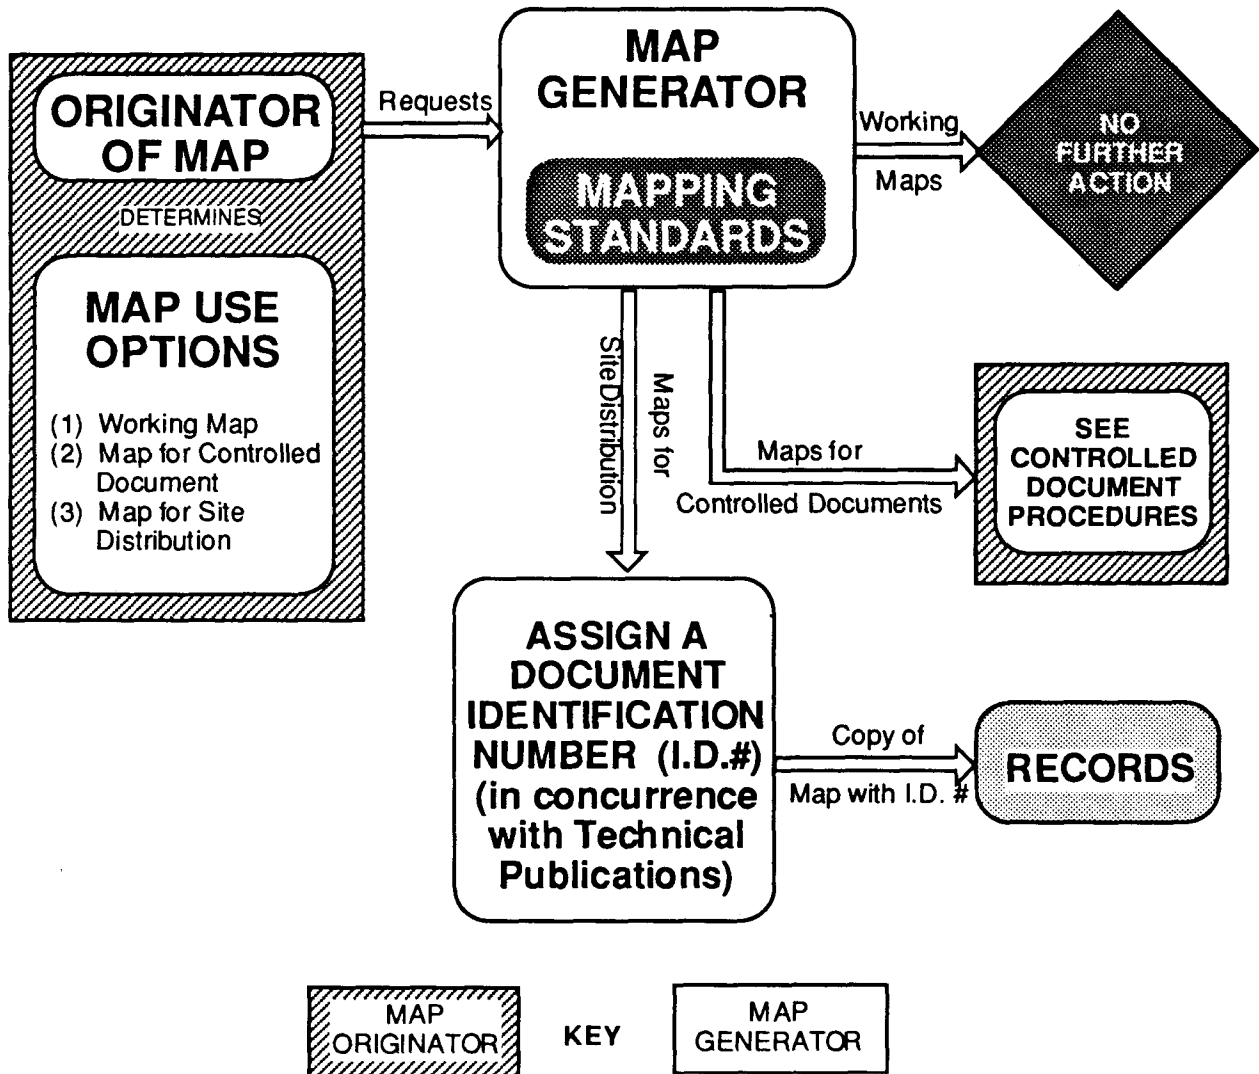 ORIGINATOR
OF MAP
DETERMINES
MAP USE
OPTIONS
(1) Working Map
(2) Map for Controlled
Document
(3) Map for Site
Distribution
Requests
MAP
GENERATOR
MAPPING
STANDARDS
Working
Maps
NO
FURTHER
ACTION
Maps for
Site Distribution
Maps for
Controlled Documents
SEE
CONTROLLED
DOCUMENT
PROCEDURES
ASSIGN A
DOCUMENT
IDENTIFICATION
NUMBER (I.D.#)
(in concurrence
with Technical
Publications)
Copy of
Map with I.D. #
RECORDS
MAP
ORIGINATOR
KEY
MAP
GENERATOR